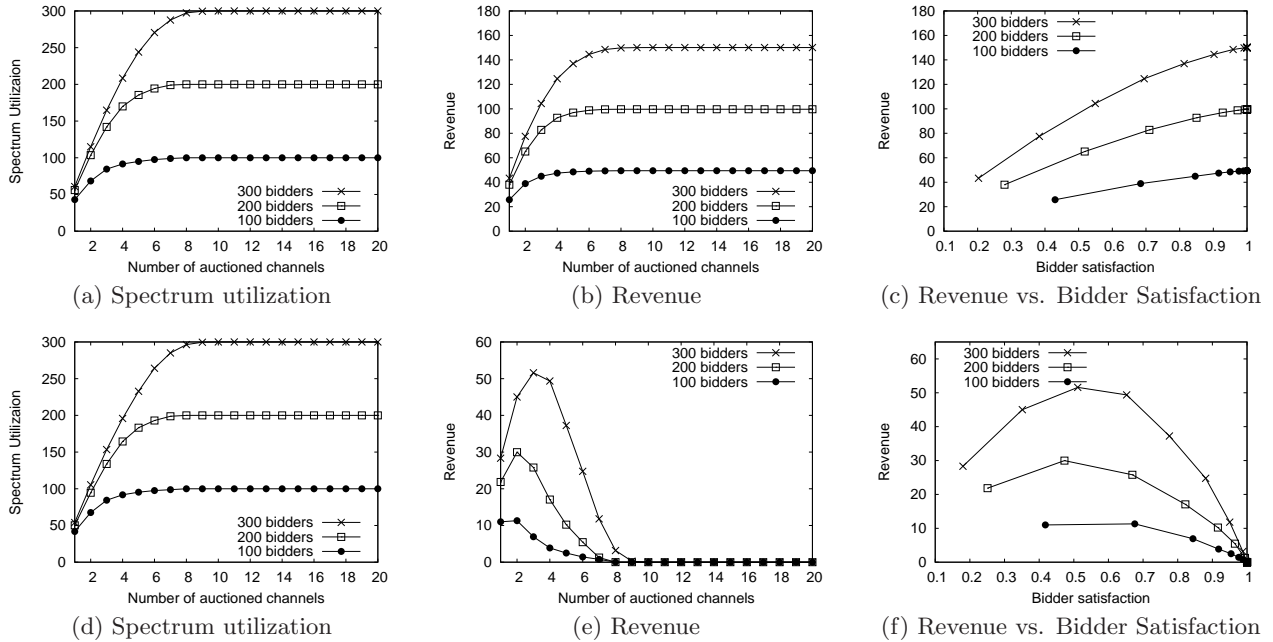 Spectrum Utilizaion
300
250
200
150
100
50
0
2 4 6 8 10 12 14 16 18 20
Number of auctioned channels
300 bidders
200 bidders
100 bidders
(a) Spectrum utilization
Revenue
180
160
140
120
100
80
60
40
20
0
2 4 6 8 10 12 14 16 18 20
Number of auctioned channels
300 bidders
200 bidders
100 bidders
(b) Revenue
Revenue
180
160
140
120
100
80
60
40
20
0
0.1 0.2 0.3 0.4 0.5 0.6 0.7 0.8 0.9 1
Bidder satisfaction
300 bidders
200 bidders
100 bidders
(c) Revenue vs. Bidder Satisfaction
Spectrum Utilizaion
300
250
200
150
100
50
0
2 4 6 8 10 12 14 16 18 20
Number of auctioned channels
300 bidders
200 bidders
100 bidders
(d) Spectrum utilization
Revenue
60
50
40
30
20
10
0
2 4 6 8 10 12 14 16 18 20
Number of auctioned channels
300 bidders
200 bidders
100 bidders
(e) Revenue
Revenue
60
50
40
30
20
10
0
0.1 0.2 0.3 0.4 0.5 0.6 0.7 0.8 0.9 1
Bidder satisfaction
300 bidders
200 bidders
100 bidders
(f) Revenue vs. Bidder Satisfaction